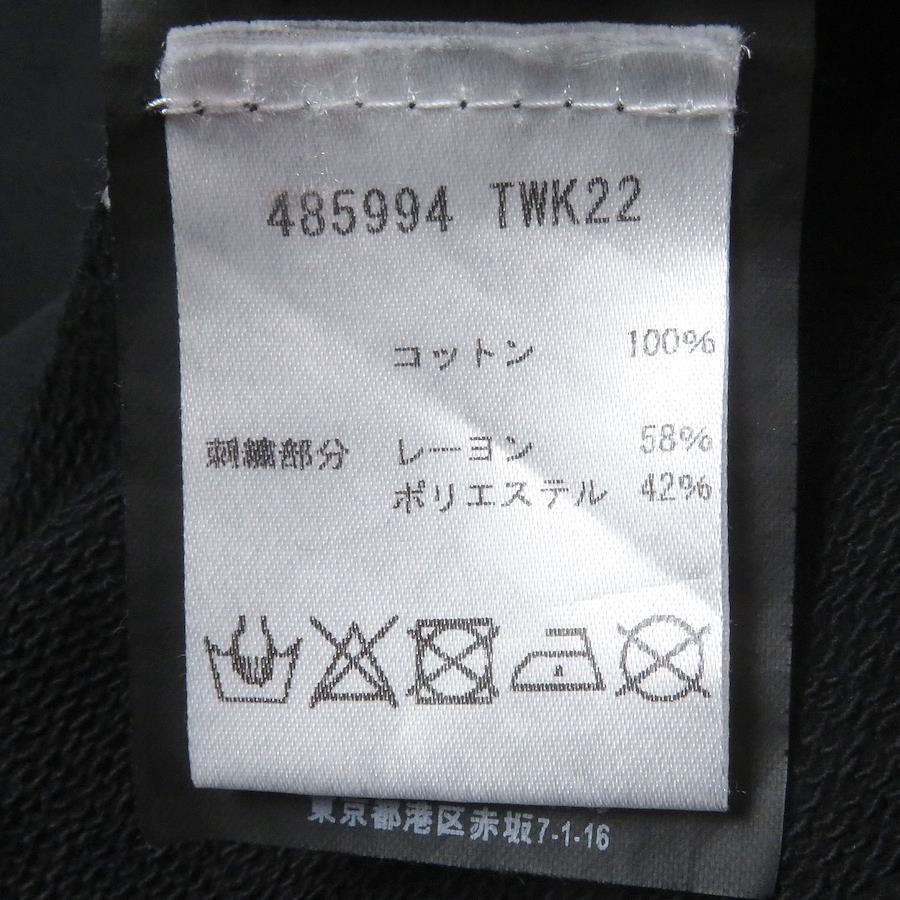 485994 TWK22
コットン 100%
刺繍部分 レーヨン 58%
ポリエステル 42%
東京都港区赤坂7-1-16